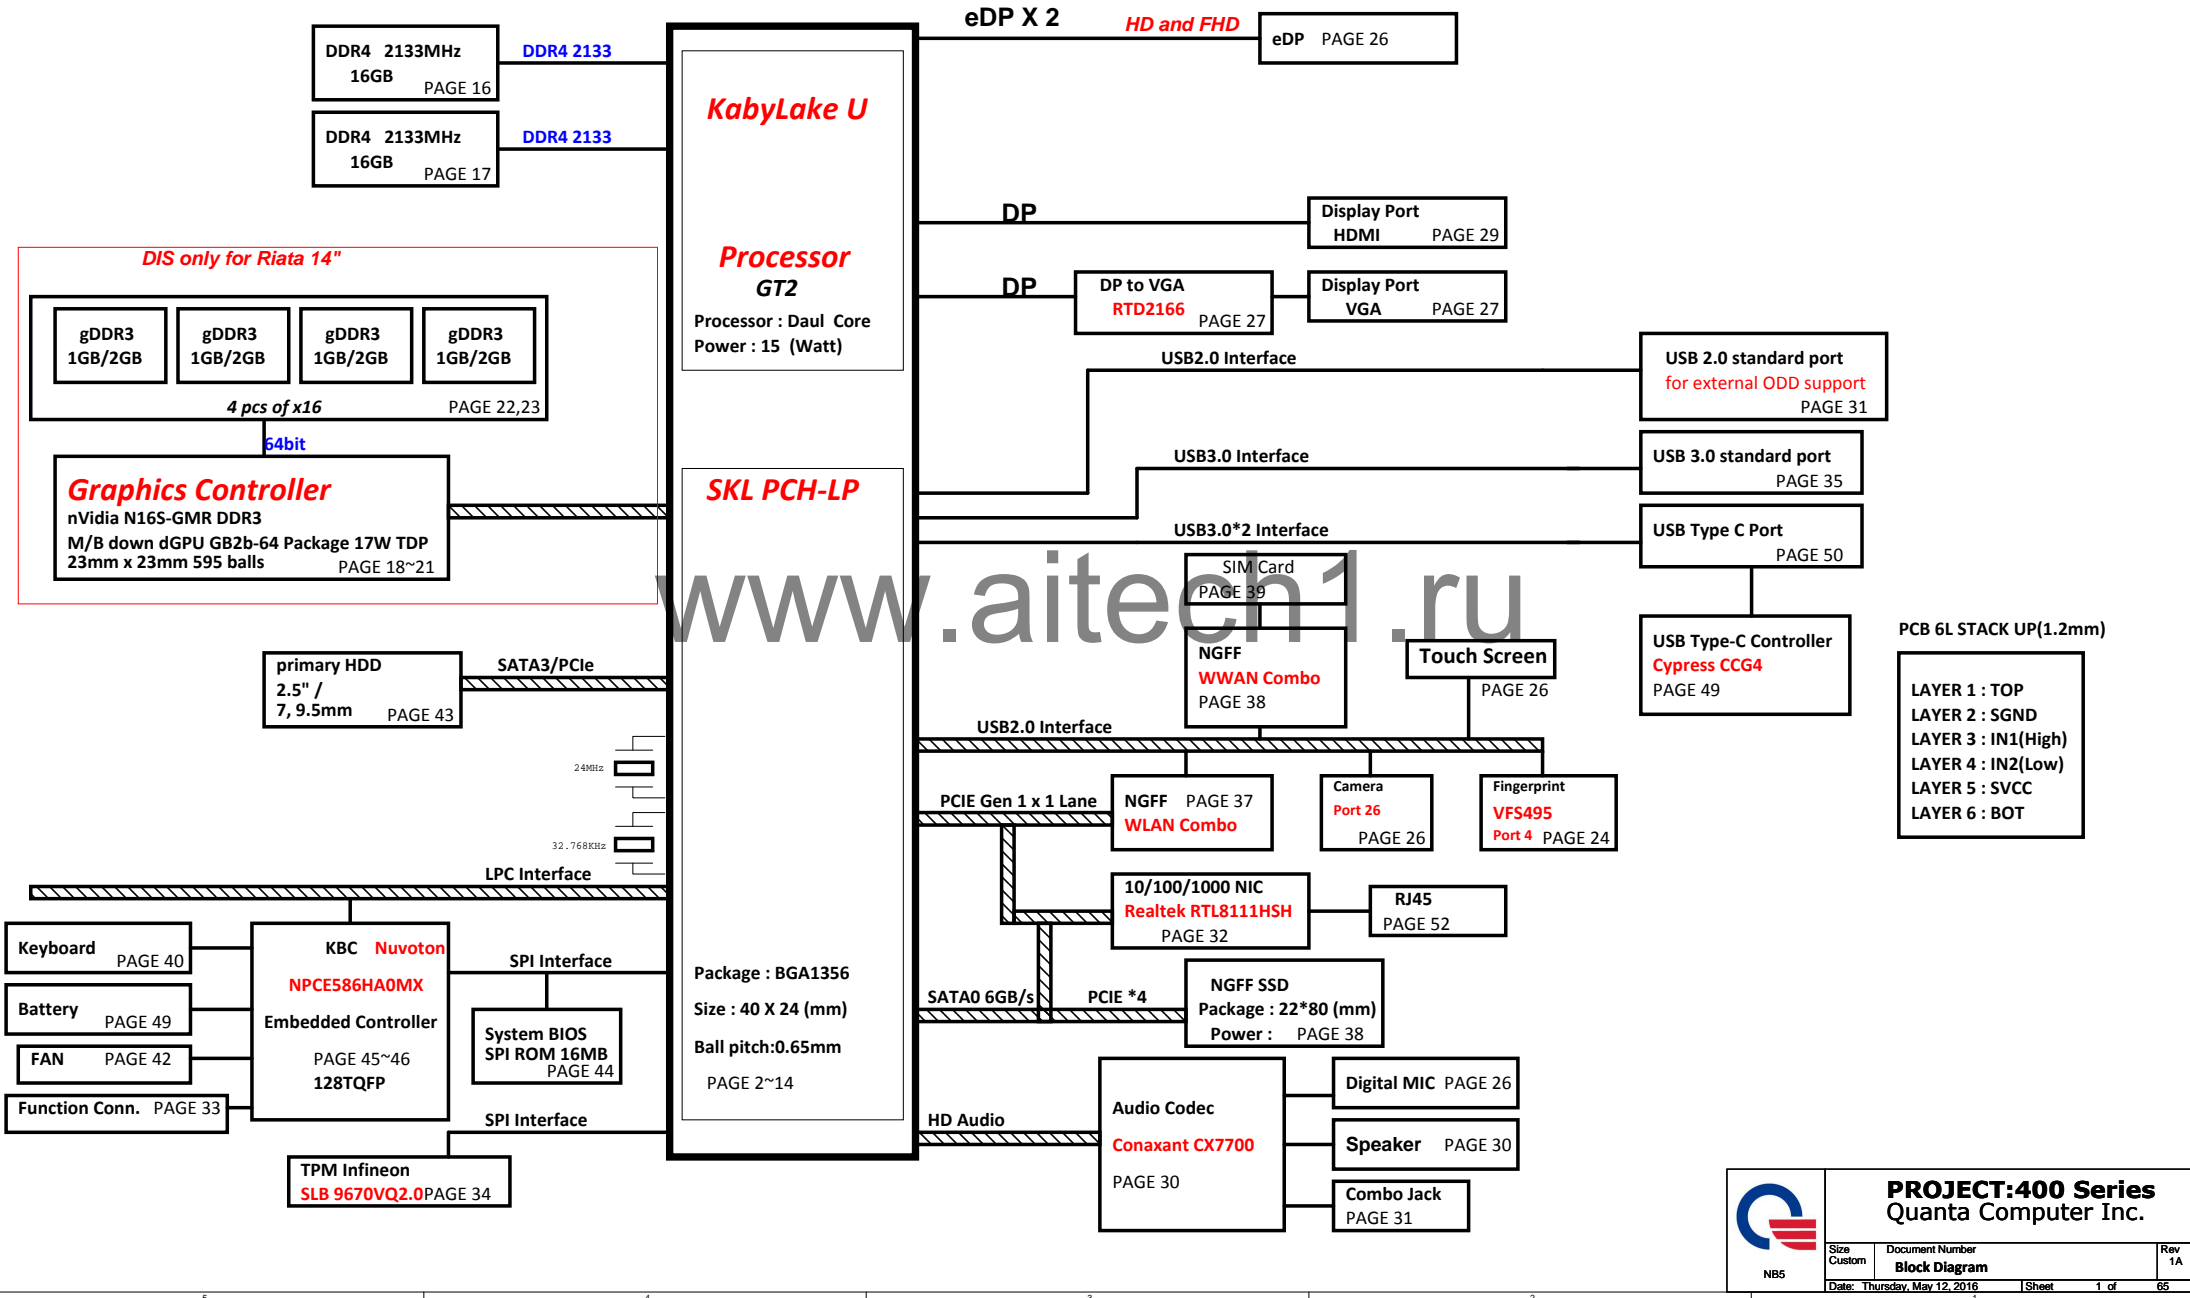 eDP X 2
HD and FHD
eDP PAGE 26
DDR4 2133MHz
16GB
PAGE 16
DDR4 2133
DDR4 2133MHz
16GB
PAGE 17
DDR4 2133
KabyLake U
Processor
GT2
Processor : Daul Core
Power : 15 (Watt)
DP
Display Port
HDMI PAGE 29
DP
DP to VGA
RTD2166
PAGE 27
Display Port
VGA PAGE 27
DIS only for Riata 14"
gDDR3
1GB/2GB
gDDR3
1GB/2GB
gDDR3
1GB/2GB
gDDR3
1GB/2GB
4 pcs of x16
PAGE 22,23
64bit
Graphics Controller
nVidia N16S-GMR DDR3
M/B down dGPU GB2b-64 Package 17W TDP
23mm x 23mm 595 balls
PAGE 18~21
USB2.0 Interface
USB 2.0 standard port
for external ODD support
PAGE 31
USB3.0 Interface
USB 3.0 standard port
PAGE 35
USB3.0*2 Interface
USB Type C Port
PAGE 50
SKL PCH-LP
www.aitech1.ru
SIM Card
PAGE 39
NGFF
WWAN Combo
PAGE 38
Touch Screen
PAGE 26
USB Type-C Controller
Cypress CCG4
PAGE 49
PCB 6L STACK UP(1.2mm)
LAYER 1 : TOP
LAYER 2 : SGND
LAYER 3 : IN1(High)
LAYER 4 : IN2(Low)
LAYER 5 : SVCC
LAYER 6 : BOT
primary HDD
2.5" /
7, 9.5mm
PAGE 43
SATA3/PCIe
24MHz
32.768KHz
USB2.0 Interface
PCIE Gen 1 x 1 Lane
NGFF PAGE 37
WLAN Combo
Camera
Port 26
PAGE 26
Fingerprint
VFS495
Port 4 PAGE 24
LPC Interface
10/100/1000 NIC
Realtek RTL8111HSH
PAGE 32
RJ45
PAGE 52
Keyboard
PAGE 40
Battery
PAGE 49
FAN PAGE 42
Function Conn. PAGE 33
KBC Nuvoton
NPCE586HA0MX
Embedded Controller
PAGE 45~46
128TQFP
SPI Interface
System BIOS
SPI ROM 16MB
PAGE 44
SPI Interface
TPM Infineon
SLB 9670VQ2.0 PAGE 34
Package : BGA1356
Size : 40 X 24 (mm)
Ball pitch:0.65mm
PAGE 2~14
SATA0 6GB/s
PCIE *4
NGFF SSD
Package : 22*80 (mm)
Power : PAGE 38
HD Audio
Audio Codec
Conaxant CX7700
PAGE 30
Digital MIC PAGE 26
Speaker PAGE 30
Combo Jack
PAGE 31
NB5
PROJECT:400 Series
Quanta Computer Inc.
Size
Custom
Document Number
Block Diagram
Rev
1A
Date: Thursday, May 12, 2016
Sheet 1 of 65
5 4 3 2 1